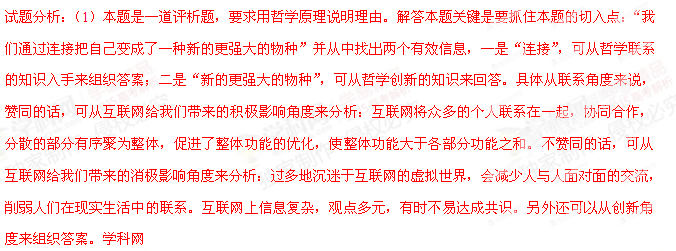 试题分析:（1）本题是一道评析题，要求用哲学原理说明理由。解答本题关键是要抓住本题的切入点：“我
们通过连接把自己变成了一种新的更强大的物种”并从中找出两个有效信息，一是“连接”，可从哲学联系
的知识入手来组织答案；二是“新的更强大的物种”，可从哲学创新的知识来回答。具体从联系角度来说，
赞同的话，可从互联网给我们带来的积极影响角度来分析：互联网将众多的个人联系在一起，协同合作，
分散的部分有序聚为整体，促进了整体功能的优化，使整体功能大于各部分功能之和。不赞同的话，可从
互联网给我们带来的消极影响角度来分析：过多地沉迷于互联网的虚拟世界，会减少人与人面对面的交流，
削弱人们在现实生活中的联系。互联网上信息复杂，观点多元，有时不易达成共识。另外还可以从创新角
度来组织答案。学科网